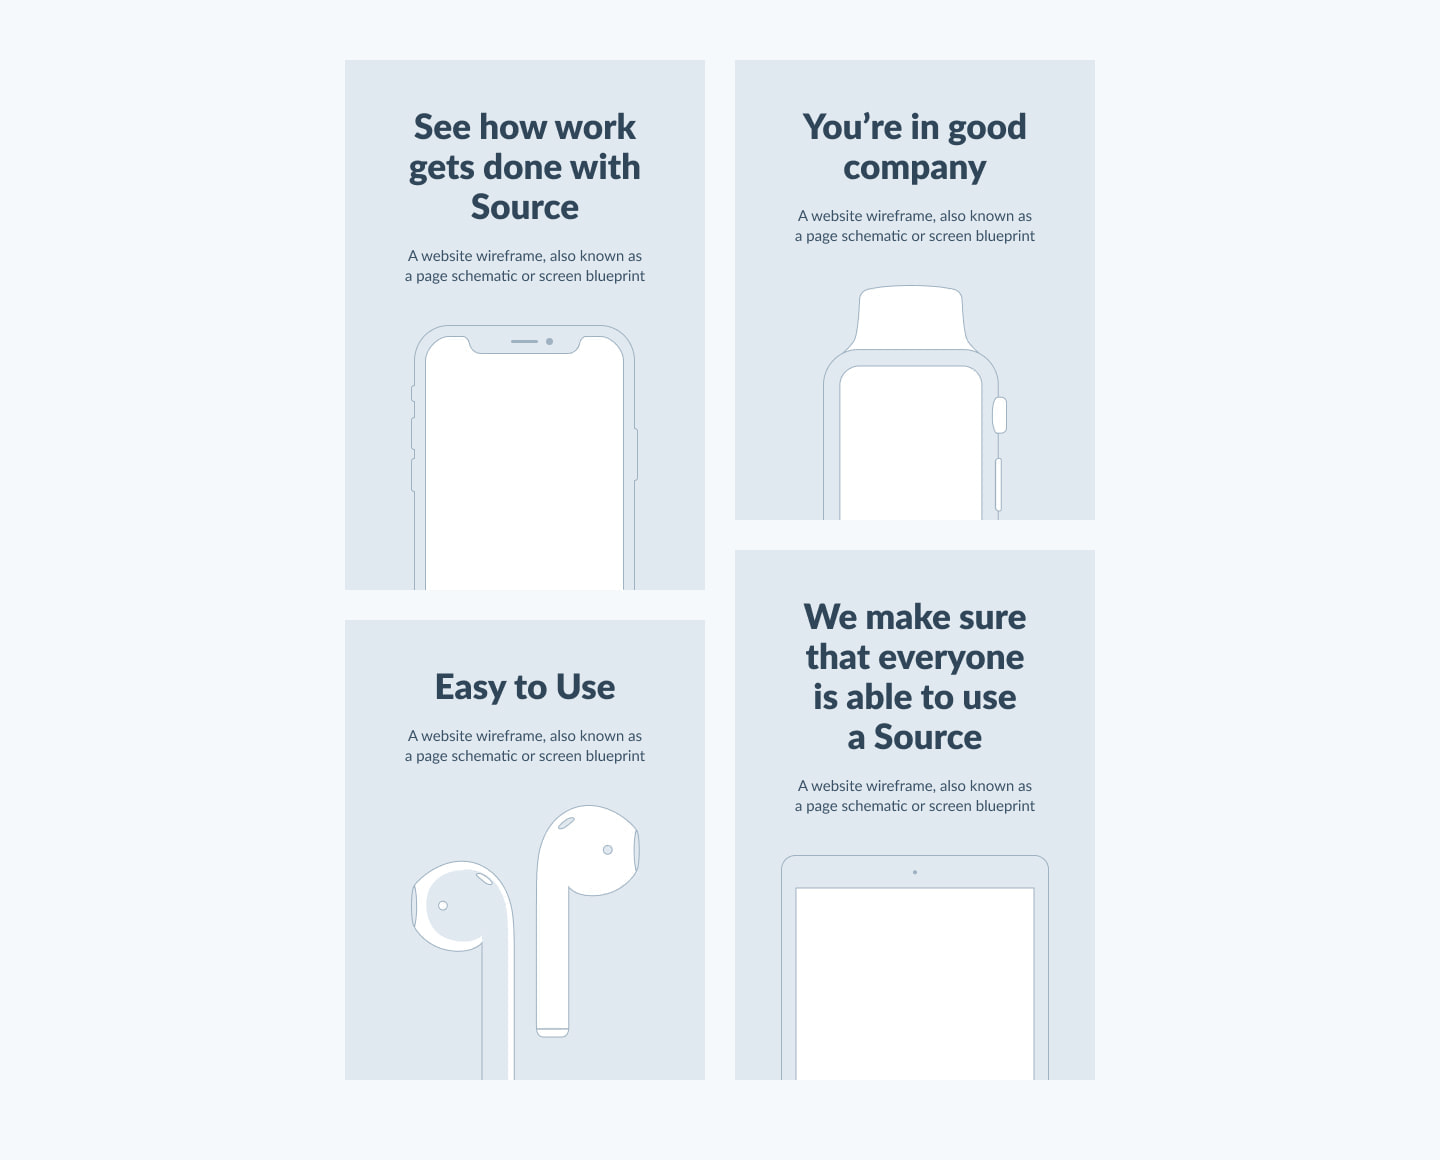 See how work
gets done with
Source
A website wireframe, also known as
a page schematic or screen blueprint
You’re in good
company
A website wireframe, also known as
a page schematic or screen blueprint
Easy to Use
A website wireframe, also known as
a page schematic or screen blueprint
We make sure
that everyone
is able to use
a Source
A website wireframe, also known as
a page schematic or screen blueprint